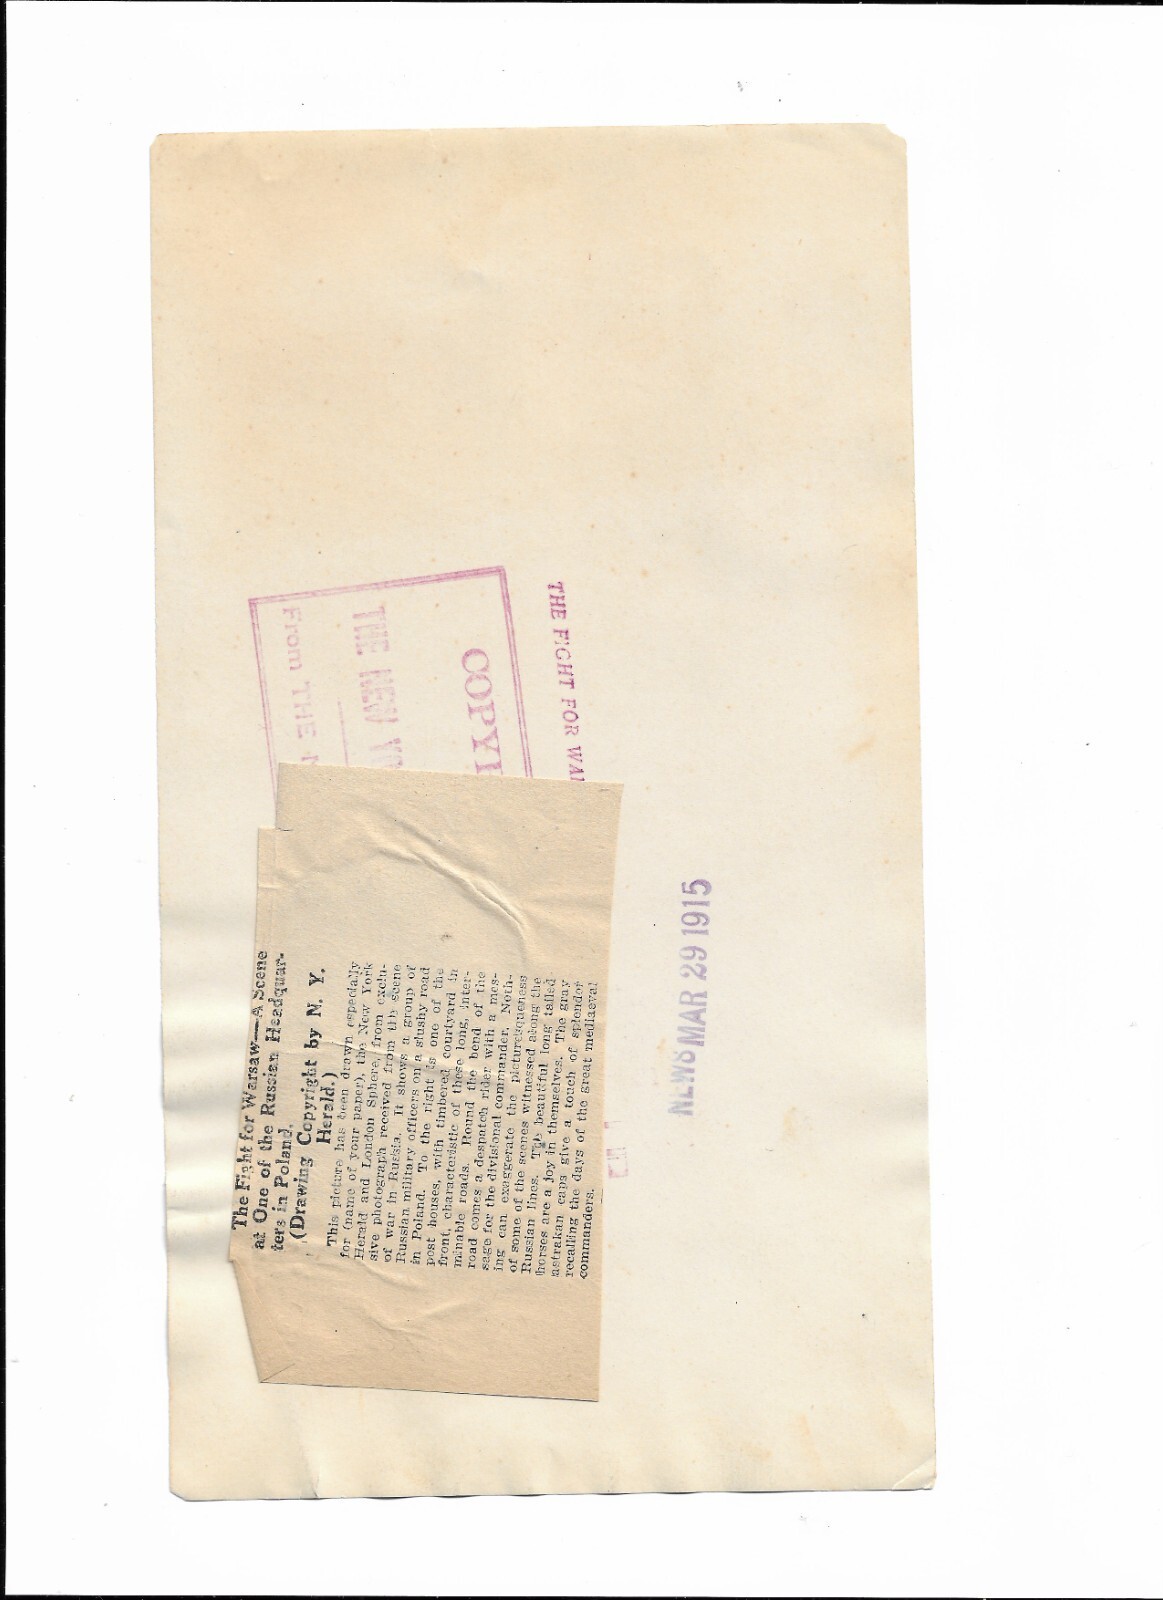 The Fight for Warsaw—A Scene
at One of the Russian Headquar-
ters in Poland.
(Drawing Copyright by N. Y.
Herald.)
This picture has been drawn especially
for (name of your paper), the New York
Herald and London Sphere, from exclu-
sive photograph received from the scene
of war in Russia. It shows a group of
Russian military officers on a slushy road
in Poland. To the right is one of the
post houses, with timbered courtyard in
front, characteristic of these long, inter-
minable roads. Round the bend of the
road comes a despatch rider with a mes-
sage for the divisional commander. Noth-
ing can exaggerate the picturesqueness
of some of the scenes witnessed along the
Russian lines. The beautiful long tailed
horses are a joy in themselves. The gray
astrakan caps give a touch of splendor
recalling the days of the great mediaeval
commanders.
From THE
THE NEW YO
COPYI
THE FIGHT FOR WAR
NEWS MAR 29 1915